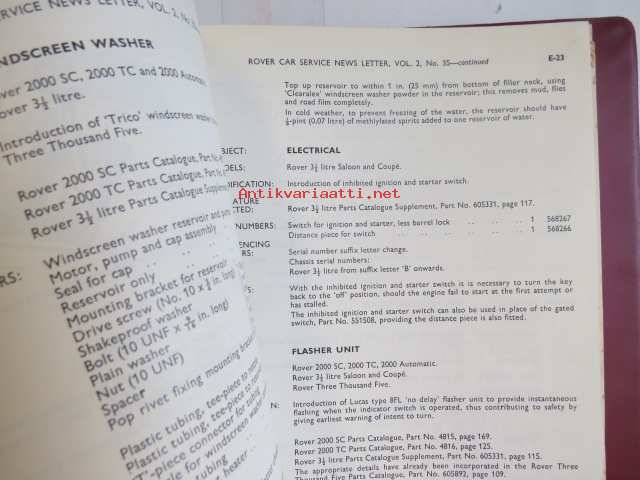 SERVICE NEWS LETTER, VOL. 2,
WINDSCREEN WASHER
Rover 2000 SC, 2000 TC and 2000 Automatic.
Rover 3½ litre.
Introduction of 'Trico' windscreen
Three Thousand Five.
Rover 2000 SC Parts Catalogue, Part
Rover 2000 TC Parts Catalogue, Part
Rover 3½ litre Parts Catalogue Supplement,
Windscreen washer reservoir and
Motor, pump and cap assembly
Seal for cap
Reservoir only
Mounting bracket for reservoir
Drive screw (No. 10 x ½ in. long)
Shakeproof washer
Bolt (10 UNF x in. long)
Plain washer
Nut (10 UNF)
Spacer
Pop rivet fixing mounting
Plastic tubing, tee-piece to
Plastic tubing, tee-piece to
'T'-piece connector for
for windscreen
tubing
heater
ROVER CAR SERVICE NEWS LETTER, VOL. 2, No. 35—continued E-23
Top up reservoir to within 1 in. (25 mm) from bottom of filler neck, using
'Clearalex' windscreen washer powder in the reservoir; this removes mud, flies
and road film completely.
In cold weather, to prevent freezing of the water, the reservoir should have
⅛-pint (0,07 litre) of methylated spirits added to one reservoir of water.
ELECTRICAL
Rover 3½ litre Saloon and Coupé.
Introduction of inhibited ignition and starter switch.
Antikvariaatti.net
Rover 3½ litre Parts Catalogue Supplement, Part No. 605331, page 117.
NUMBERS: Switch for ignition and starter, less barrel lock .. .. 1 568267
Distance piece for switch .. .. .. .. .. 1 568266
Serial number suffix letter change.
Chassis serial numbers:
Rover 3½ litre from suffix letter 'B' onwards.
With the inhibited ignition and starter switch it is necessary to turn the key
back to the 'off' position, should the engine fail to start at the first attempt or
has stalled.
The inhibited ignition and starter switch can also be used in place of the gated
switch, Part No. 551508, providing the distance piece is also fitted.
FLASHER UNIT
Rover 2000 SC, 2000 TC, 2000 Automatic.
Rover 3½ litre Saloon and Coupé.
Rover Three Thousand Five.
Introduction of Lucas type 8FL 'no delay' flasher unit to provide instantaneous
flashing when the indicator switch is operated, thus contributing to safety by
giving earliest warning of intent to turn.
Rover 2000 SC Parts Catalogue, Part No. 4815, page 169.
Rover 2000 TC Parts Catalogue, Part No. 4816, page 125.
Rover 3½ litre Parts Catalogue Supplement, Part No. 605331, page 115.
The appropriate details have already been incorporated in the Rover Three
Thousand Five Parts Catalogue, Part No. 605892, page 109.